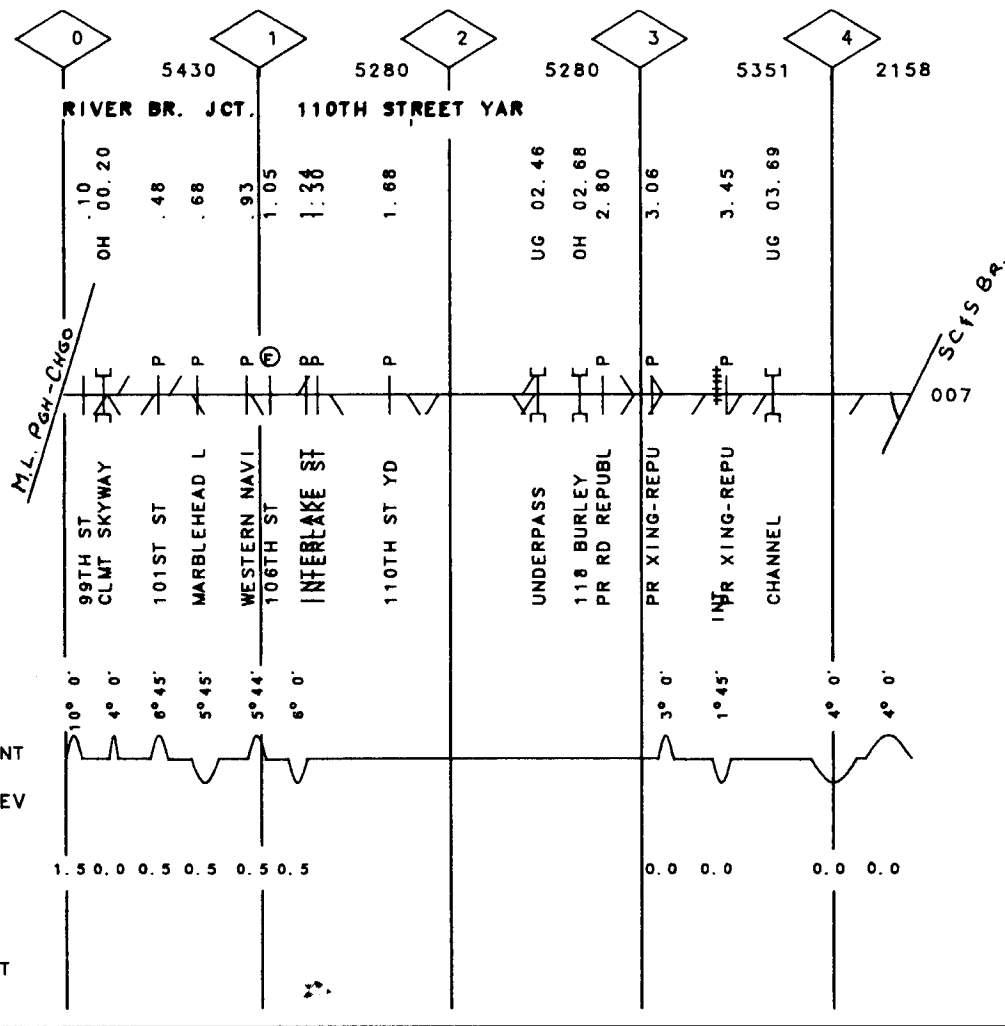 0 1 2 3 4
5430 5280 5280 5351 2158
RIVER BR. JCT. 110TH STREET YAR
.10
OH 00.20
.48
.68
.93
1.05
1.24
1.30
1.68
UG 02.46
OH 02.68
2.80
3.06
3.45
UG 03.69
M.L. PGH-CHGO
P P P E P P P P P P
SC&S BR.
007
99TH ST
CLMT SKYWAY
101ST ST
MARBLEHEAD L
WESTERN NAVI
106TH ST
INTERLAKE ST
INTERLAKE ST
110TH ST YD
UNDERPASS
118 BURLEY
PR RD REPUBL
PR XING-REPU
INT
PR XING-REPU
CHANNEL
10° 0'
4° 0'
6° 45'
5° 45'
5° 44'
6° 0'
3° 0'
1° 45'
4° 0'
4° 0'
NT
EV
1.5 0.0 0.5 0.5 0.5 0.5 0.0 0.0 0.0 0.0
T